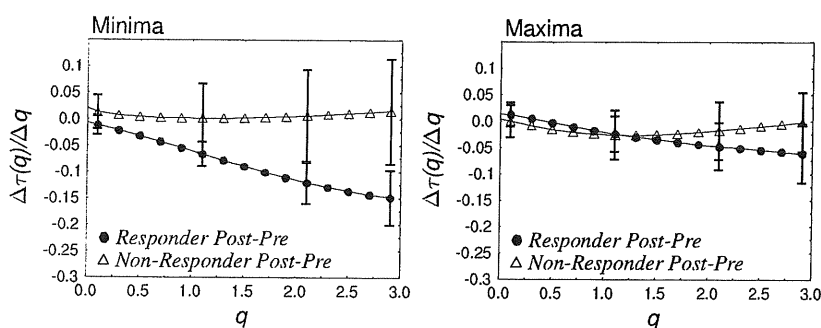 Minima
Δτ(q)/Δq
0.1
0.05
0.0
-0.05
-0.1
-0.15
-0.2
-0.25
-0.3
● Responder Post-Pre
△ Non-Responder Post-Pre
0.0 0.5 1.0 1.5 2.0 2.5 3.0
q
Maxima
Δτ(q)/Δq
0.1
0.05
0.0
-0.05
-0.1
-0.15
-0.2
-0.25
-0.3
● Responder Post-Pre
△ Non-Responder Post-Pre
0.0 0.5 1.0 1.5 2.0 2.5 3.0
q